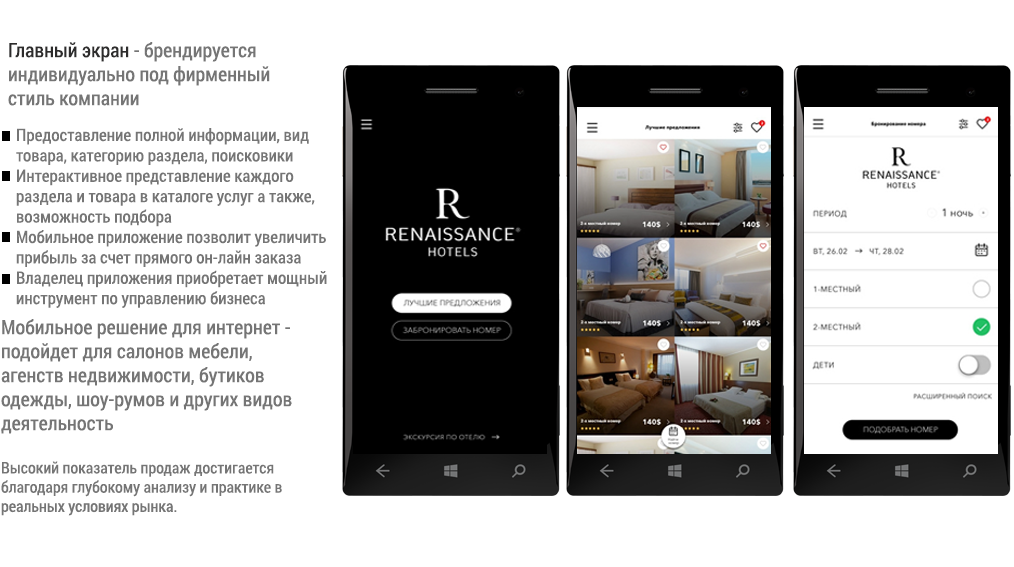 Главный экран - брендируется
индивидуально под фирменный
стиль компании
Предоставление полной информации, вид
товара, категорию раздела, поисковики
Интерактивное представление каждого
раздела и товара в каталоге услуг а также,
возможность подбора
Мобильное приложение позволит увеличить
прибыль за счет прямого он-лайн заказа
Владелец приложения приобретает мощный
инструмент по управлению бизнеса
Мобильное решение для интернет -
подойдет для салонов мебели,
агенств недвижимости, бутиков
одежды, шоу-румов и других видов
деятельность
Высокий показатель продаж достигается
благодаря глубокому анализу и практике в
реальных условиях рынка.
R
RENAISSANCE®
HOTELS
ЛУЧШИЕ ПРЕДЛОЖЕНИЯ
ЗАБРОНИРОВАТЬ НОМЕР
ЭКСКУРСИЯ ПО ОТЕЛЮ →
Лучшие предложения
2-х местный номер 140$
2-х местный номер 140$
2-х местный номер 140$
2-х местный номер 140$
2-х местный номер 140$
2-х местный номер 140$
Бронирование номера
R
RENAISSANCE®
HOTELS
ПЕРИОД 1 ночь
ВТ, 26.02 → ЧТ, 28.02
1-МЕСТНЫЙ
2-МЕСТНЫЙ
ДЕТИ
РАСШИРЕННЫЙ ПОИСК
ПОДОБРАТЬ НОМЕР